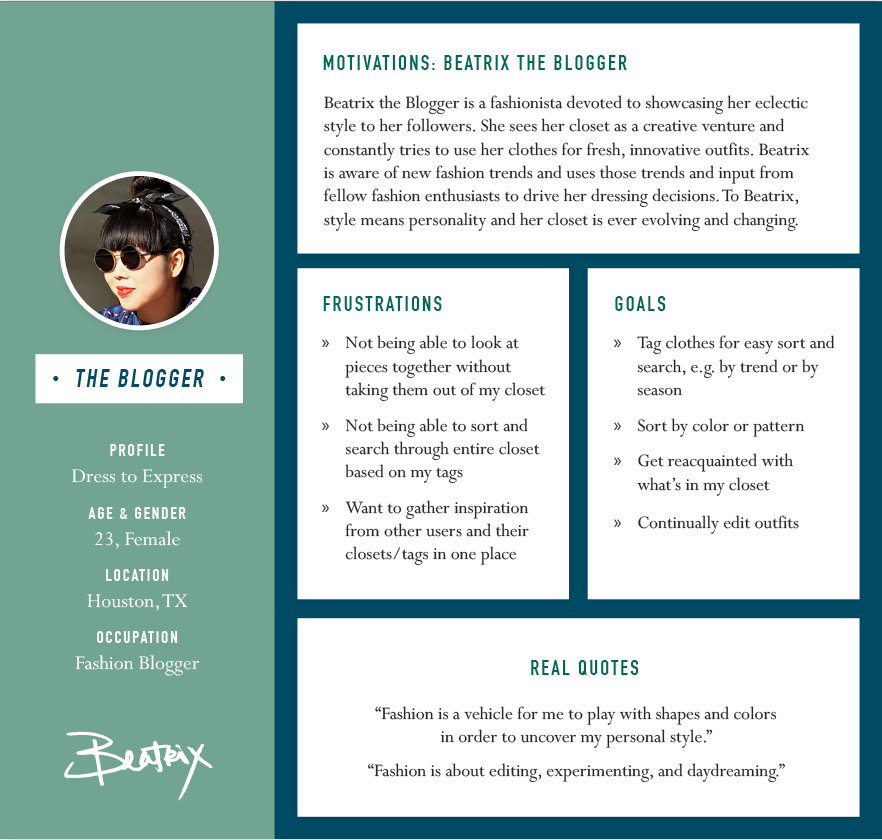 • THE BLOGGER •
PROFILE
Dress to Express
AGE & GENDER
23, Female
LOCATION
Houston, TX
OCCUPATION
Fashion Blogger
Beatrix
MOTIVATIONS: BEATRIX THE BLOGGER
Beatrix the Blogger is a fashionista devoted to showcasing her eclectic
style to her followers. She sees her closet as a creative venture and
constantly tries to use her clothes for fresh, innovative outfits. Beatrix
is aware of new fashion trends and uses those trends and input from
fellow fashion enthusiasts to drive her dressing decisions. To Beatrix,
style means personality and her closet is ever evolving and changing.
FRUSTRATIONS
» Not being able to look at
pieces together without
taking them out of my closet
» Not being able to sort and
search through entire closet
based on my tags
» Want to gather inspiration
from other users and their
closets/tags in one place
GOALS
» Tag clothes for easy sort and
search, e.g. by trend or by
season
» Sort by color or pattern
» Get reacquainted with
what’s in my closet
» Continually edit outfits
REAL QUOTES
“Fashion is a vehicle for me to play with shapes and colors
in order to uncover my personal style.”
“Fashion is about editing, experimenting, and daydreaming.”